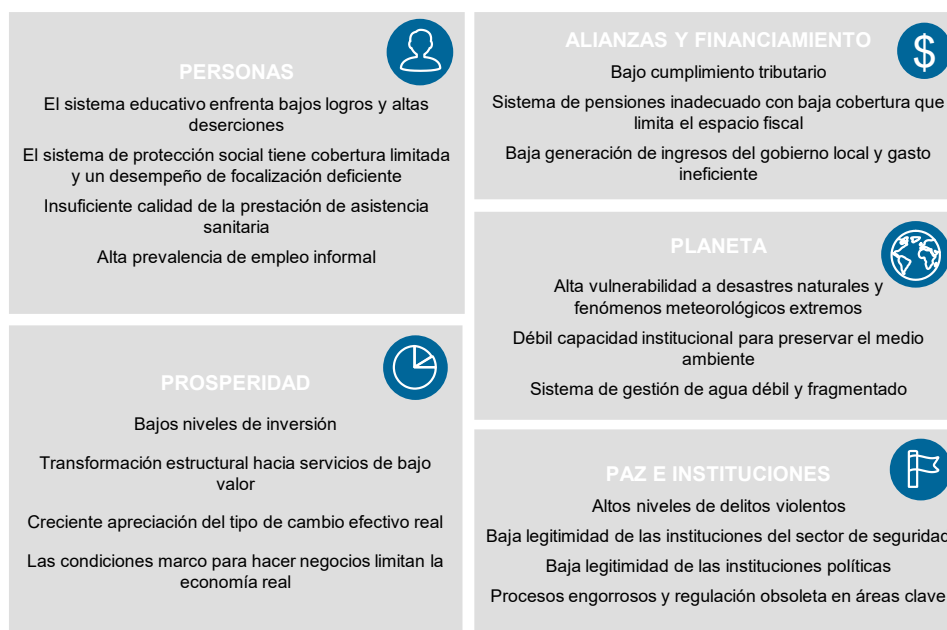 PERSONAS
El sistema educativo enfrenta bajos logros y altas
deserciones
El sistema de protección social tiene cobertura limitada
y un desempeño de focalización deficiente
Insuficiente calidad de la prestación de asistencia
sanitaria
Alta prevalencia de empleo informal
PROSPERIDAD
Bajos niveles de inversión
Transformación estructural hacia servicios de bajo
valor
Creciente apreciación del tipo de cambio efectivo real
Las condiciones marco para hacer negocios limitan la
economía real
ALIANZAS Y FINANCIAMIENTO
$
Bajo cumplimiento tributario
Sistema de pensiones inadecuado con baja cobertura que
limita el espacio fiscal
Baja generación de ingresos del gobierno local y gasto
ineficiente
PLANETA
Alta vulnerabilidad a desastres naturales y
fenómenos meteorológicos extremos
Débil capacidad institucional para preservar el medio
ambiente
Sistema de gestión de agua débil y fragmentado
PAZ E INSTITUCIONES
Altos niveles de delitos violentos
Baja legitimidad de las instituciones del sector de seguridad
Baja legitimidad de las instituciones políticas
Procesos engorrosos y regulación obsoleta en áreas clave